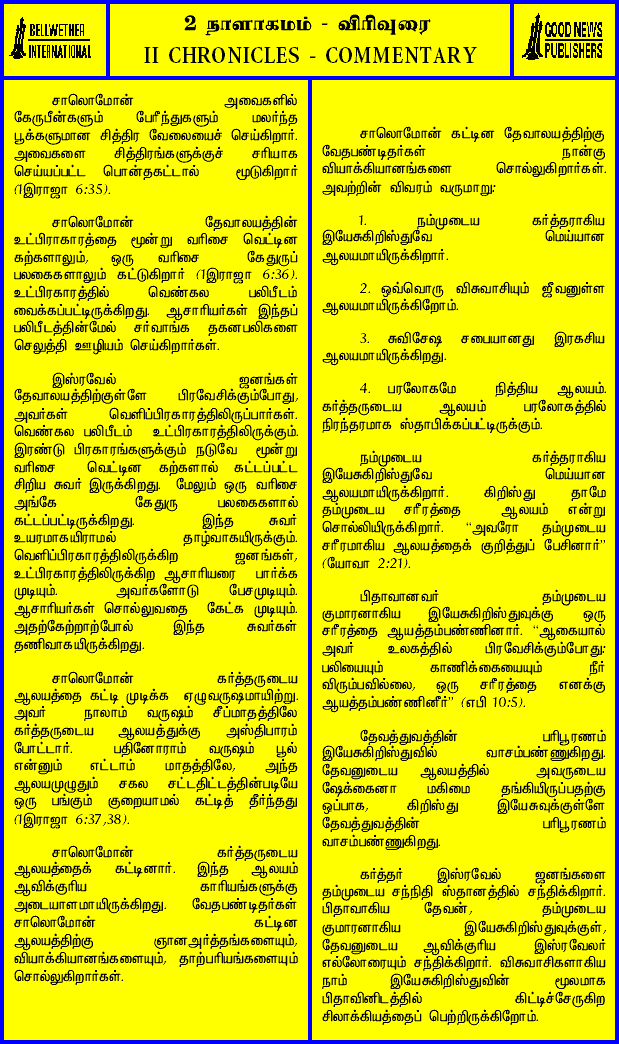 BELLWETHER
INTERNATIONAL
2 நாளாகமம் - விரிவுரை
II CHRONICLES - COMMENTARY
GOOD NEWS
PUBLISHERS
சாலொமோன் அவைகளில்
கேருபீன்களும் பேரீந்துகளும் மலர்ந்த
பூக்களுமான சித்திர வேலையைச் செய்கிறார்.
அவைகளை சித்திரங்களுக்குச் சரியாக
செய்யப்பட்ட பொன்தகட்டால் மூடுகிறார்
(1இராஜா 6:35).
சாலொமோன் தேவாலயத்தின்
உட்பிராகாரத்தை மூன்று வரிசை வெட்டின
கற்களாலும், ஒரு வரிசை கேதுருப்
பலகைகளாலும் கட்டுகிறார் (1இராஜா 6:36).
உட்பிரகாரத்தில் வெண்கல பலிபீடம்
வைக்கப்பட்டிருக்கிறது. ஆசாரியர்கள் இந்தப்
பலிபீடத்தின்மேல் சர்வாங்க தகனபலிகளை
செலுத்தி ஊழியம் செய்கிறார்கள்.
இஸ்ரவேல் ஜனங்கள்
தேவாலயத்திற்குள்ளே பிரவேசிக்கும்போது,
அவர்கள் வெளிப்பிரகாரத்திலிருப்பார்கள்.
வெண்கல பலிபீடம் உட்பிரகாரத்திலிருக்கும்.
இரண்டு பிரகாரங்களுக்கும் நடுவே மூன்று
வரிசை வெட்டின கற்களால் கட்டப்பட்ட
சிறிய சுவர் இருக்கிறது. மேலும் ஒரு வரிசை
அங்கே கேதுரு பலகைகளால்
கட்டப்பட்டிருக்கிறது. இந்த சுவர்
உயரமாகயிராமல் தாழ்வாகயிருக்கும்.
வெளிப்பிரகாரத்திலிருக்கிற ஜனங்கள்,
உட்பிரகாரத்திலிருக்கிற ஆசாரியரை பார்க்க
முடியும். அவர்களோடு பேசமுடியும்.
ஆசாரியர்கள் சொல்லுவதை கேட்க முடியும்.
அதற்கேற்றாற்போல் இந்த சுவர்கள்
தணிவாகயிருக்கிறது.
சாலொமோன் கர்த்தருடைய
ஆலயத்தை கட்டி முடிக்க ஏழுவருஷமாயிற்று.
அவர் நாலாம் வருஷம் சீப்மாதத்திலே
கர்த்தருடைய ஆலயத்துக்கு அஸ்திபாரம்
போட்டார். பதினோராம் வருஷம் பூல்
என்னும் எட்டாம் மாதத்திலே, அந்த
ஆலயமுழுதும் சகல சட்டதிட்டத்தின்படியே
ஒரு பங்கும் குறையாமல் கட்டித் தீர்ந்தது
(1இராஜா 6:37,38).
சாலொமோன் கர்த்தருடைய
ஆலயத்தைக் கட்டினார். இந்த ஆலயம்
ஆவிக்குரிய காரியங்களுக்கு
அடையாளமாயிருக்கிறது. வேதபண்டிதர்கள்
சாலொமோன் கட்டின
ஆலயத்திற்கு ஞானஅர்த்தங்களையும்,
வியாக்கியானங்களையும், தாற்பரியங்களையும்
சொல்லுகிறார்கள்.
சாலொமோன் கட்டின தேவாலயத்திற்கு
வேதபண்டிதர்கள் நான்கு
வியாக்கியானங்களை சொல்லுகிறார்கள்.
அவற்றின் விவரம் வருமாறு:
1. நம்முடைய கர்த்தராகிய
இயேசுகிறிஸ்துவே மெய்யான
ஆலயமாயிருக்கிறார்.
2. ஒவ்வொரு விசுவாசியும் ஜீவனுள்ள
ஆலயமாயிருக்கிறோம்.
3. சுவிசேஷ சபையானது இரகசிய
ஆலயமாயிருக்கிறது.
4. பரலோகமே நித்திய ஆலயம்.
கர்த்தருடைய ஆலயம் பரலோகத்தில்
நிரந்தரமாக ஸ்தாபிக்கப்பட்டிருக்கும்.
நம்முடைய கர்த்தராகிய
இயேசுகிறிஸ்துவே மெய்யான
ஆலயமாயிருக்கிறார். கிறிஸ்து தாமே
தம்முடைய சரீரத்தை ஆலயம் என்று
சொல்லியிருக்கிறார். “அவரோ தம்முடைய
சரீரமாகிய ஆலயத்தைக் குறித்துப் பேசினார்”
(யோவா 2:21).
பிதாவானவர் தம்முடைய
குமாரனாகிய இயேசுகிறிஸ்துவுக்கு ஒரு
சரீரத்தை ஆயத்தம்பண்ணினார். “ஆகையால்
அவர் உலகத்தில் பிரவேசிக்கும்போது:
பலியையும் காணிக்கையையும் நீர்
விரும்பவில்லை, ஒரு சரீரத்தை எனக்கு
ஆயத்தம்பண்ணினீர்” (எபி 10:5).
தேவத்துவத்தின் பரிபூரணம்
இயேசுகிறிஸ்துவில் வாசம்பண்ணுகிறது.
தேவனுடைய ஆலயத்தில் அவருடைய
ஷேக்கைனா மகிமை தங்கியிருப்பதற்கு
ஒப்பாக, கிறிஸ்து இயேசுவுக்குள்ளே
தேவத்துவத்தின் பரிபூரணம்
வாசம்பண்ணுகிறது.
கர்த்தர் இஸ்ரவேல் ஜனங்களை
தம்முடைய சந்நிதி ஸ்தானத்தில் சந்திக்கிறார்.
பிதாவாகிய தேவன், தம்முடைய
குமாரனாகிய இயேசுகிறிஸ்துவுக்குள்,
தேவனுடைய ஆவிக்குரிய இஸ்ரவேலர்
எல்லோரையும் சந்திக்கிறார். விசுவாசிகளாகிய
நாம் இயேசுகிறிஸ்துவின் மூலமாக
பிதாவினிடத்தில் கிட்டிச்சேருகிற
சிலாக்கியத்தைப் பெற்றிருக்கிறோம்.